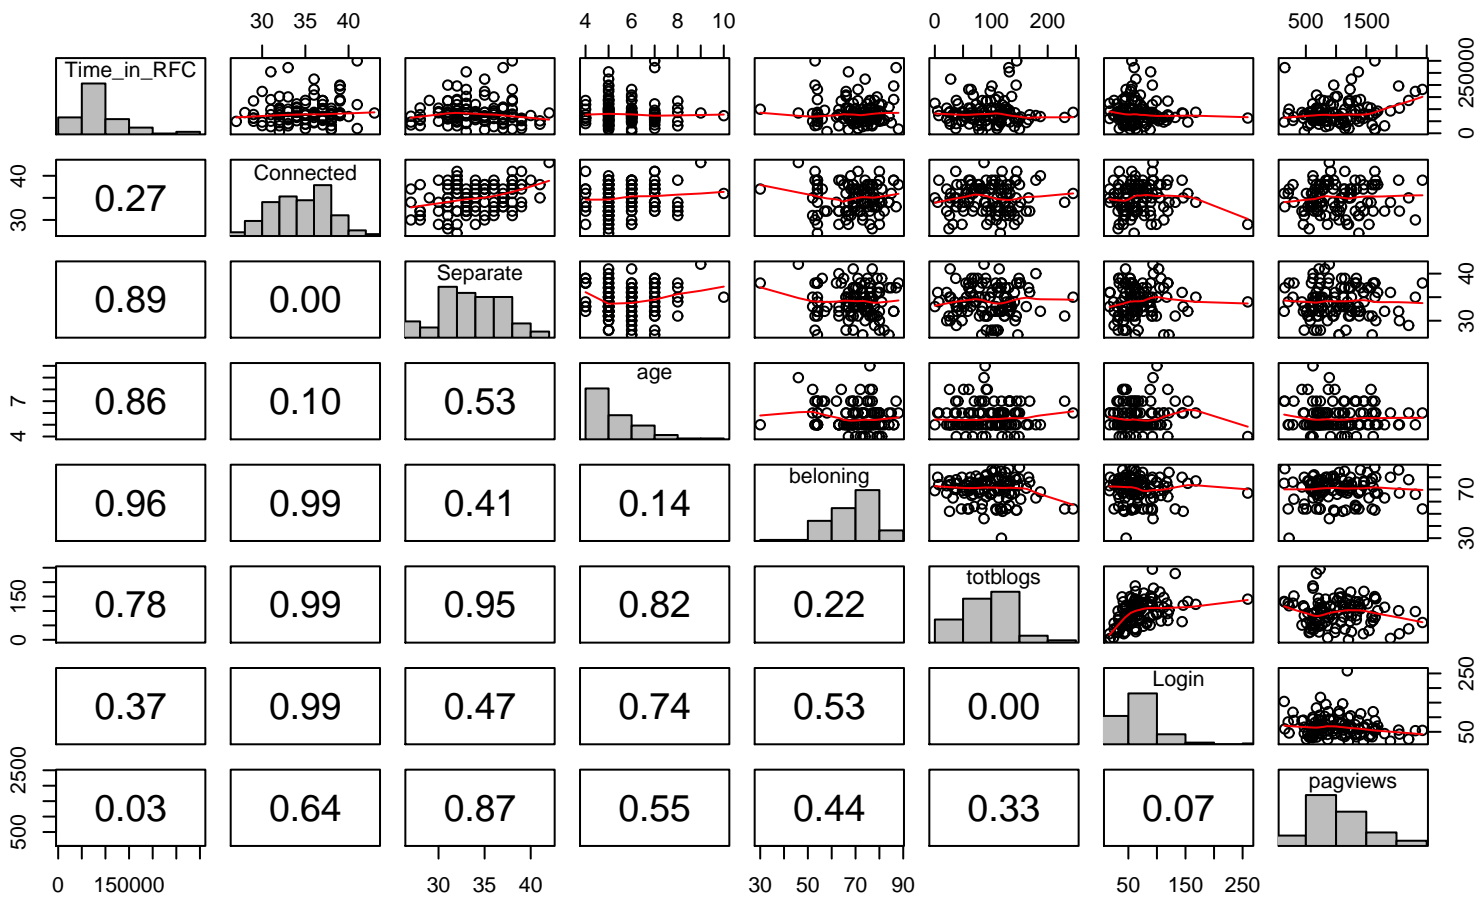 30 35 40 4 6 8 10 0 100 200 500 1500
Time_in_RFC 0 250000
30 40 0.27 Connected
0.89 0.00 Separate 30 40
4 7 0.86 0.10 0.53 age
0.96 0.99 0.41 0.14 beloning 30 70
0 150 0.78 0.99 0.95 0.82 0.22 totblogs
0.37 0.99 0.47 0.74 0.53 0.00 Login 50 250
500 2500 0.03 0.64 0.87 0.55 0.44 0.33 0.07 pagviews
0 150000 30 35 40 30 50 70 90 50 150 250